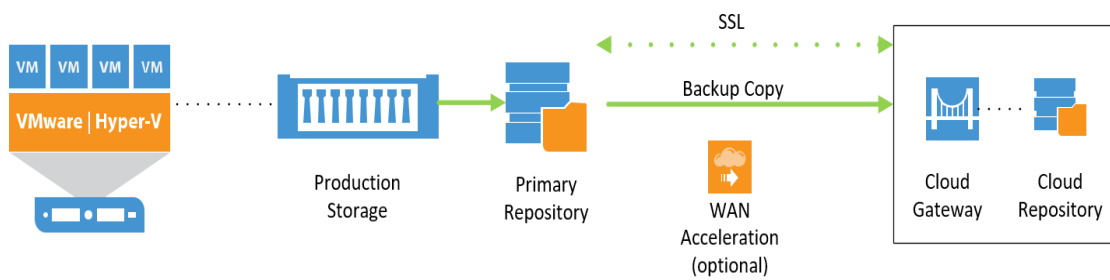 VM VM VM VM
VMware | Hyper-V
Production
Storage
Primary
Repository
SSL
Backup Copy
WAN
Acceleration
(optional)
Cloud
Gateway
Cloud
Repository